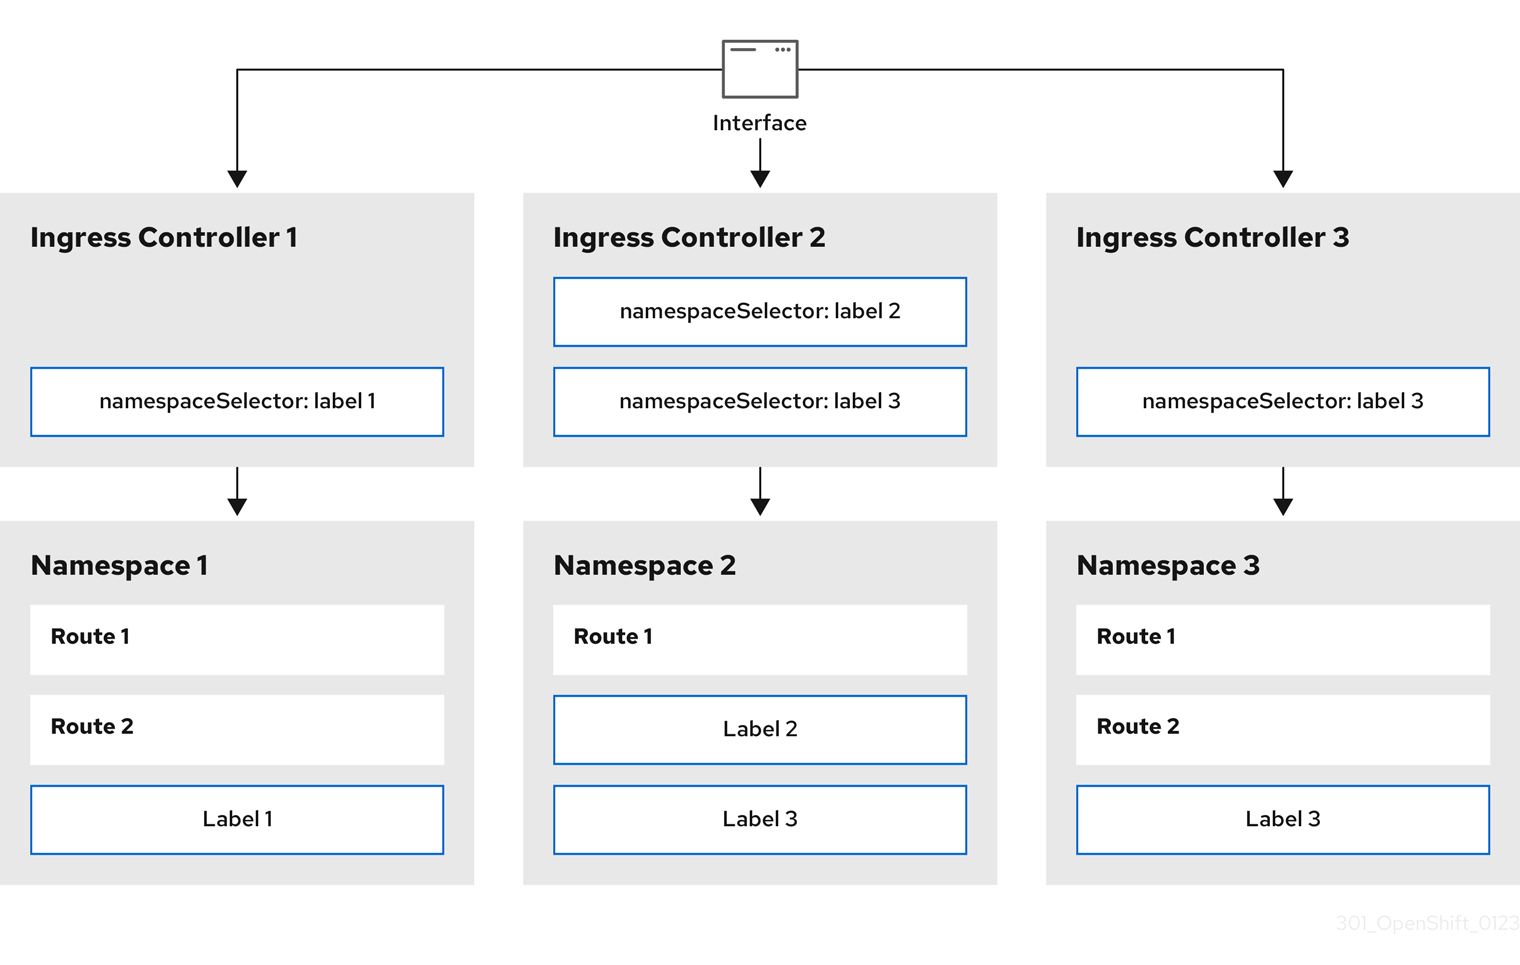 Interface
Ingress Controller 1
namespaceSelector: label 1
Ingress Controller 2
namespaceSelector: label 2
namespaceSelector: label 3
Ingress Controller 3
namespaceSelector: label 3
Namespace 1
Route 1
Route 2
Label 1
Namespace 2
Route 1
Label 2
Label 3
Namespace 3
Route 1
Route 2
Label 3
301_OpenShift_0123